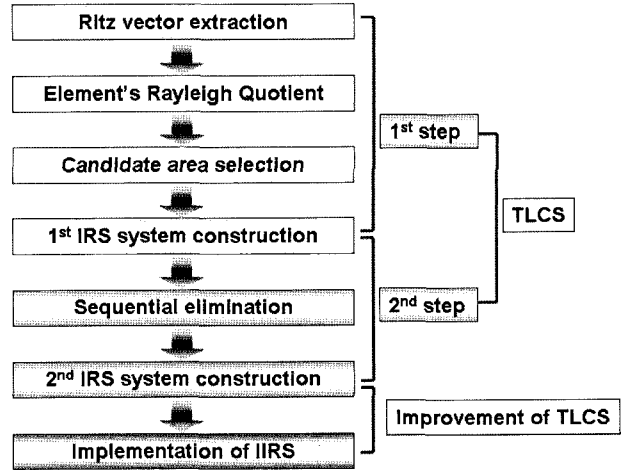 Ritz vector extraction
Element's Rayleigh Quotient
Candidate area selection
1st IRS system construction
Sequential elimination
2nd IRS system construction
Implementation of IIRS
1st step
2nd step
TLCS
Improvement of TLCS